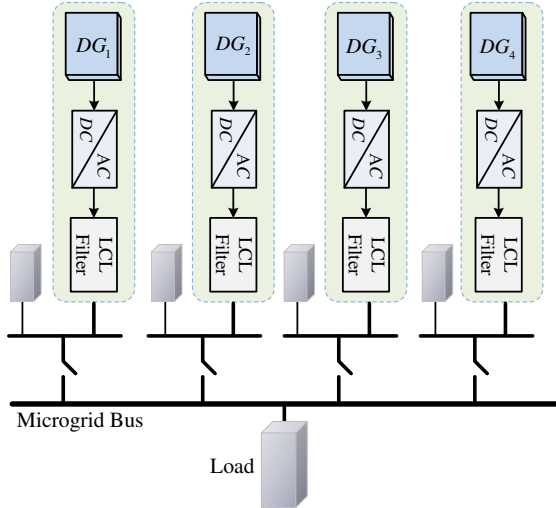 DG1
DG2
DG3
DG4
DC
AC
DC
AC
DC
AC
DC
AC
LCL
Filter
LCL
Filter
LCL
Filter
LCL
Filter
Microgrid Bus
Load